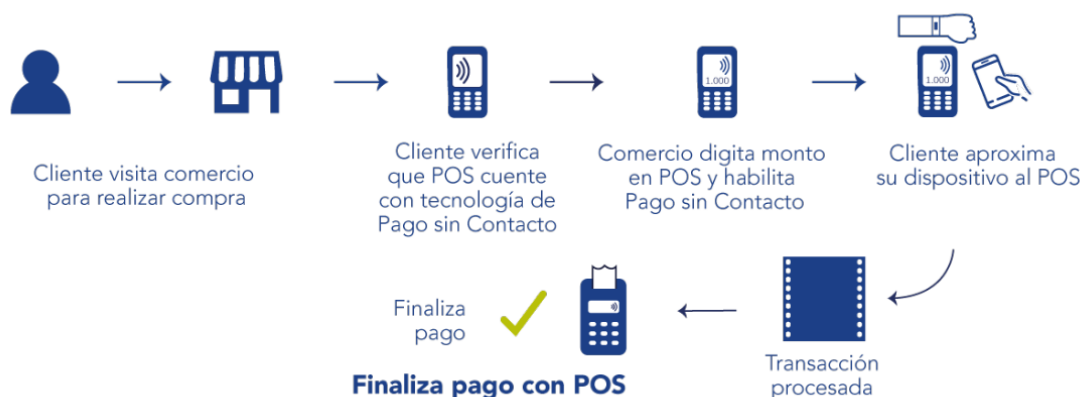 Cliente visita comercio
para realizar compra
Cliente verifica
que POS cuente
con tecnología de
Pago sin Contacto
1.000
Comercio digita monto
en POS y habilita
Pago sin Contacto
1.000
Cliente aproxima
su dispositivo al POS
Transacción
procesada
Finaliza
pago
Finaliza pago con POS